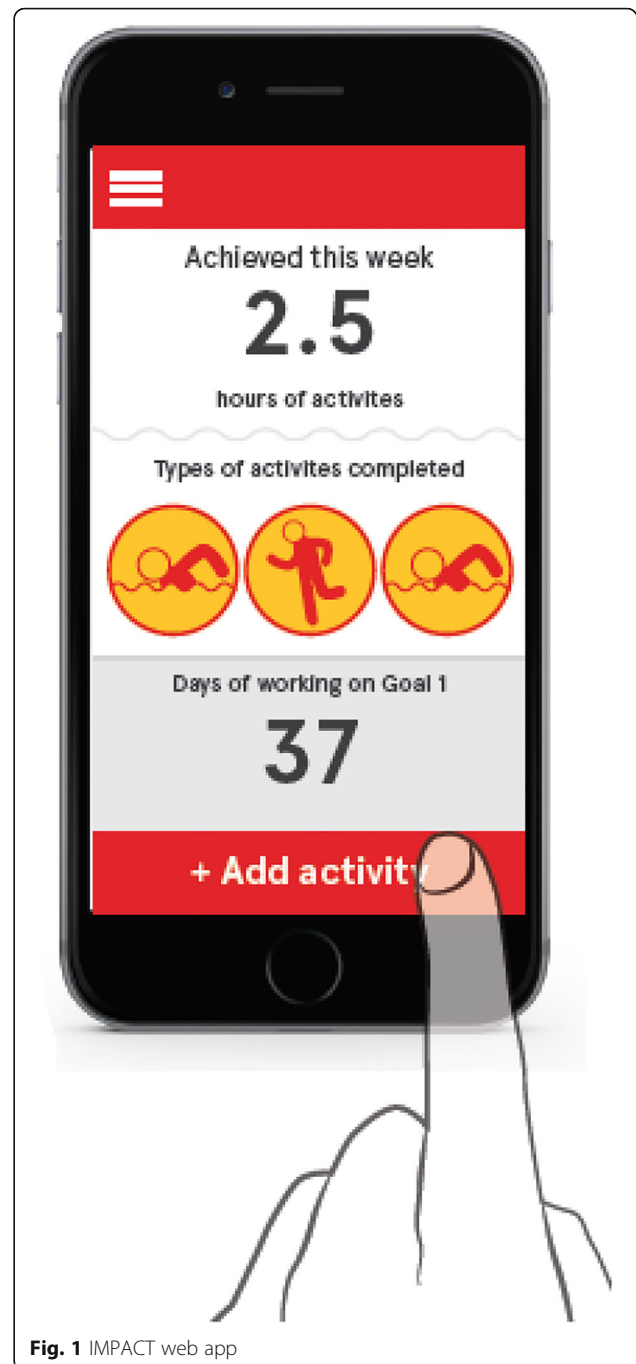 Achieved this week
2.5
hours of activites
Types of activites completed
Days of working on Goal 1
37
+ Add activity
Fig. 1 IMPACT web app